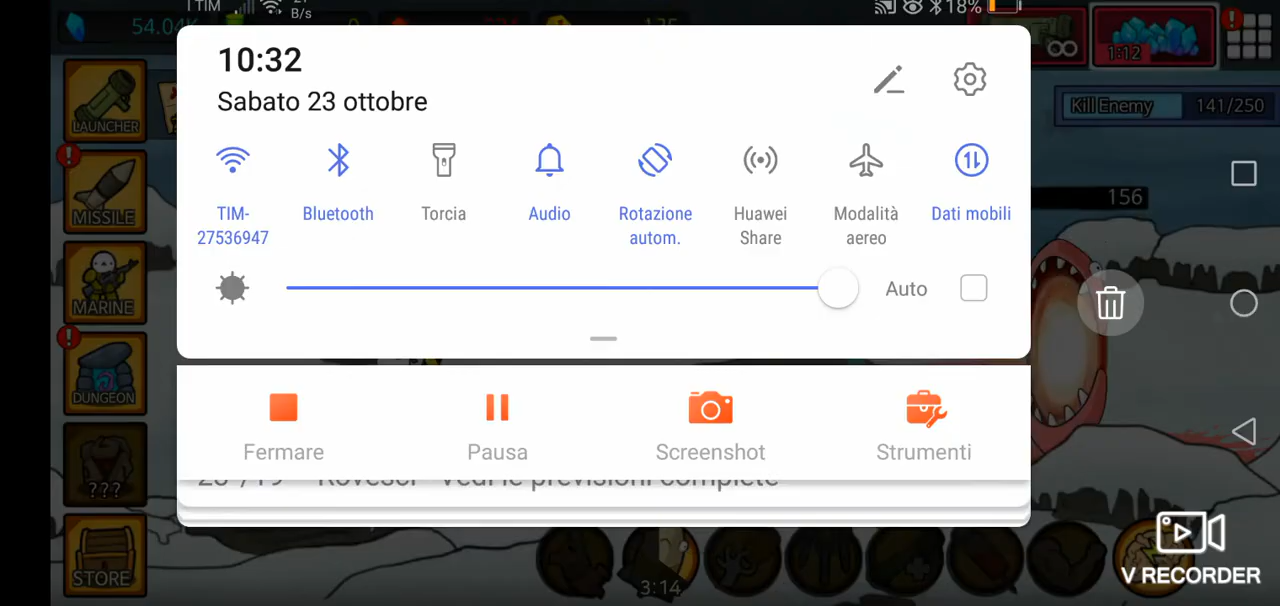 TIM
B/s
18%
54.0
1:12
10:32
Sabato 23 ottobre
Kill Enemy 141/250
LAUNCHER
TIM-
27536947
Bluetooth
Torcia
Audio
Rotazione
autom.
Huawei
Share
Modalità
aereo
Dati mobili
156
MISSILE
MARINE
Auto
DUNGEON
Fermare
Pausa
Screenshot
Strumenti
Rovesci Vedi le previsioni complete
???
STORE
3:14
V RECORDER